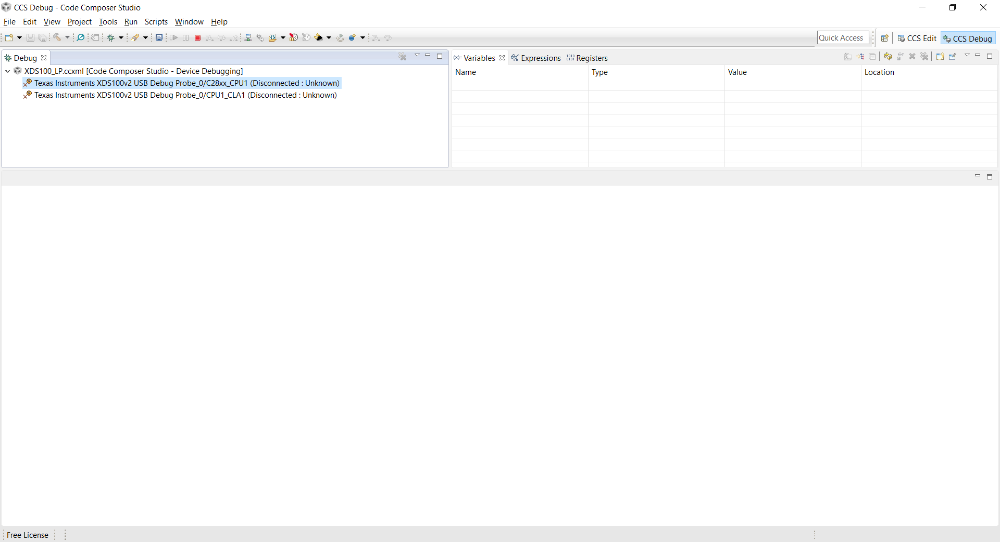 CCS Debug - Code Composer Studio
File Edit View Project Tools Run Scripts Window Help
Quick Access CCS Edit CCS Debug
Debug
XDS100_LP.ccxml [Code Composer Studio - Device Debugging]
Texas Instruments XDS100v2 USB Debug Probe_0/C28xx_CPU1 (Disconnected : Unknown)
Texas Instruments XDS100v2 USB Debug Probe_0/CPU1_CLA1 (Disconnected : Unknown)
(x)= Variables Expressions 1010 0101 Registers
Name Type Value Location
Free License